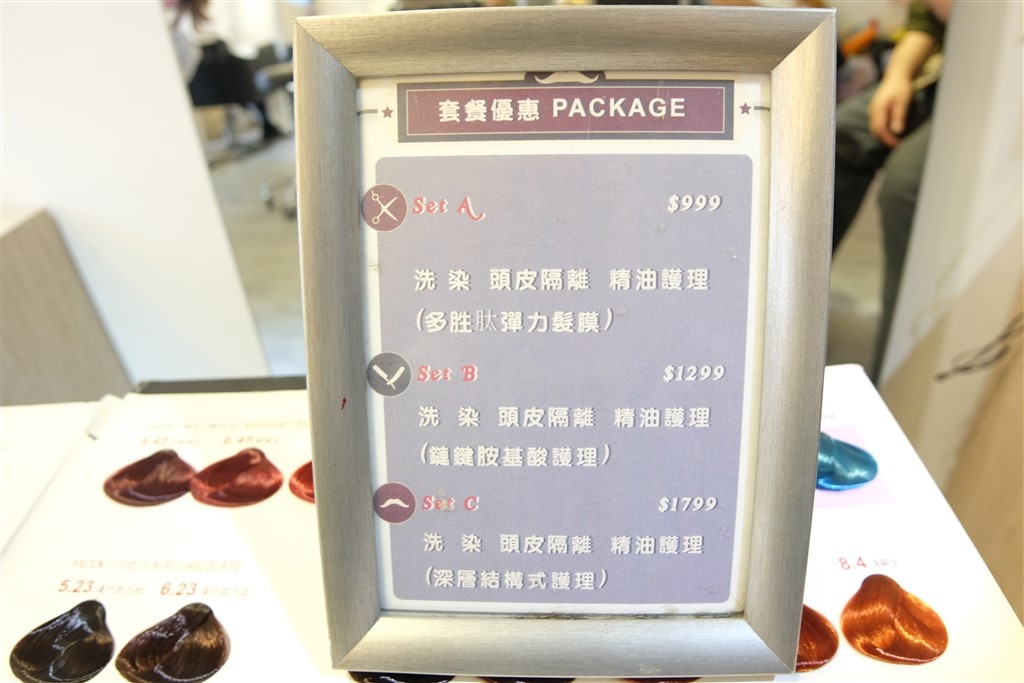 套餐優惠 PACKAGE
Set A $999
洗 染 頭皮隔離 精油護理
(多胜肽彈力髮膜)
Set B $1299
洗 染 頭皮隔離 精油護理
(鏈鍵胺基酸護理)
Set C $1799
洗 染 頭皮隔離 精油護理
(深層結構式護理)
5.23
6.23
CHOCOLATE
8.4